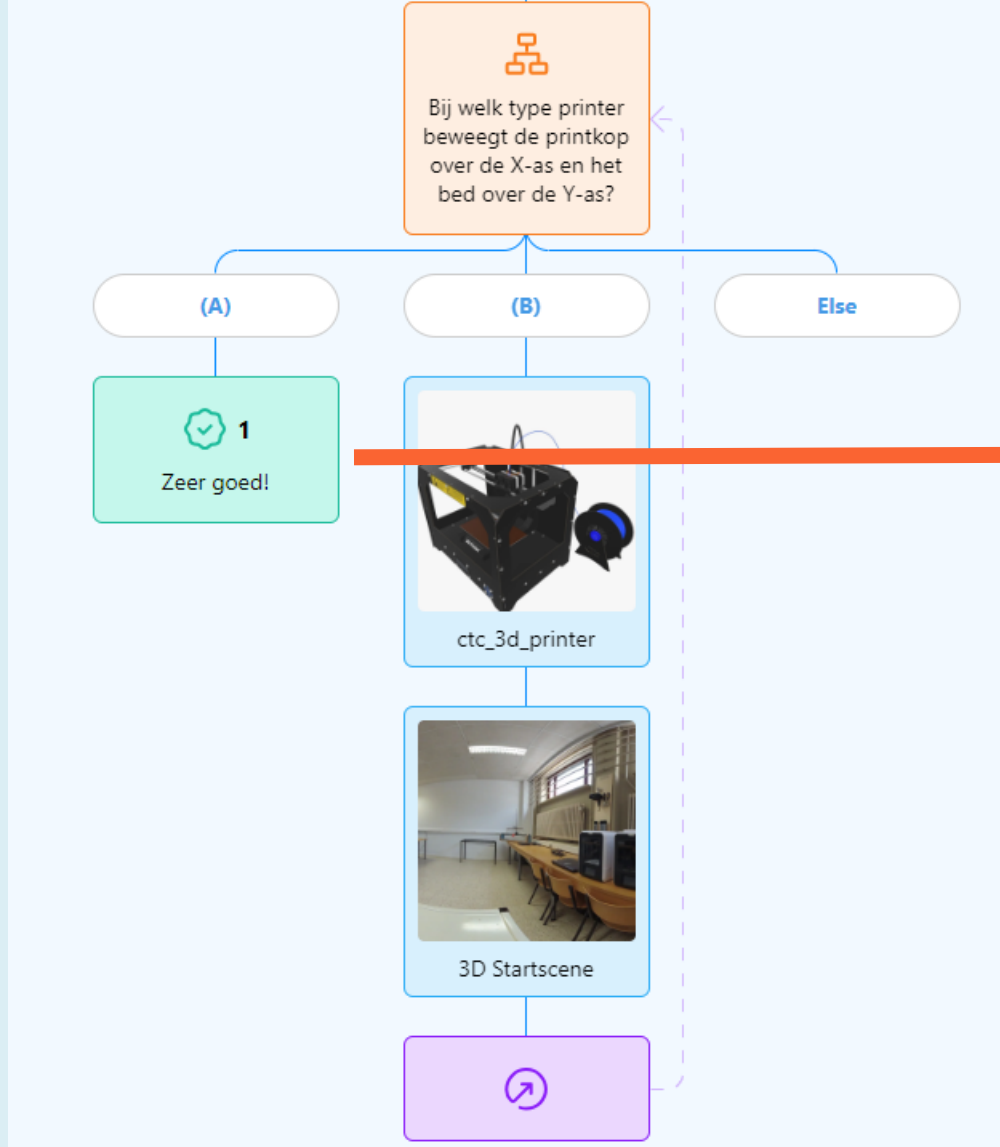 Bij welk type printer
beweegt de printkop
over de X-as en het
bed over de Y-as?
(A)
(B)
Else
1
Zeer goed!
ctc_3d_printer
3D Startscene